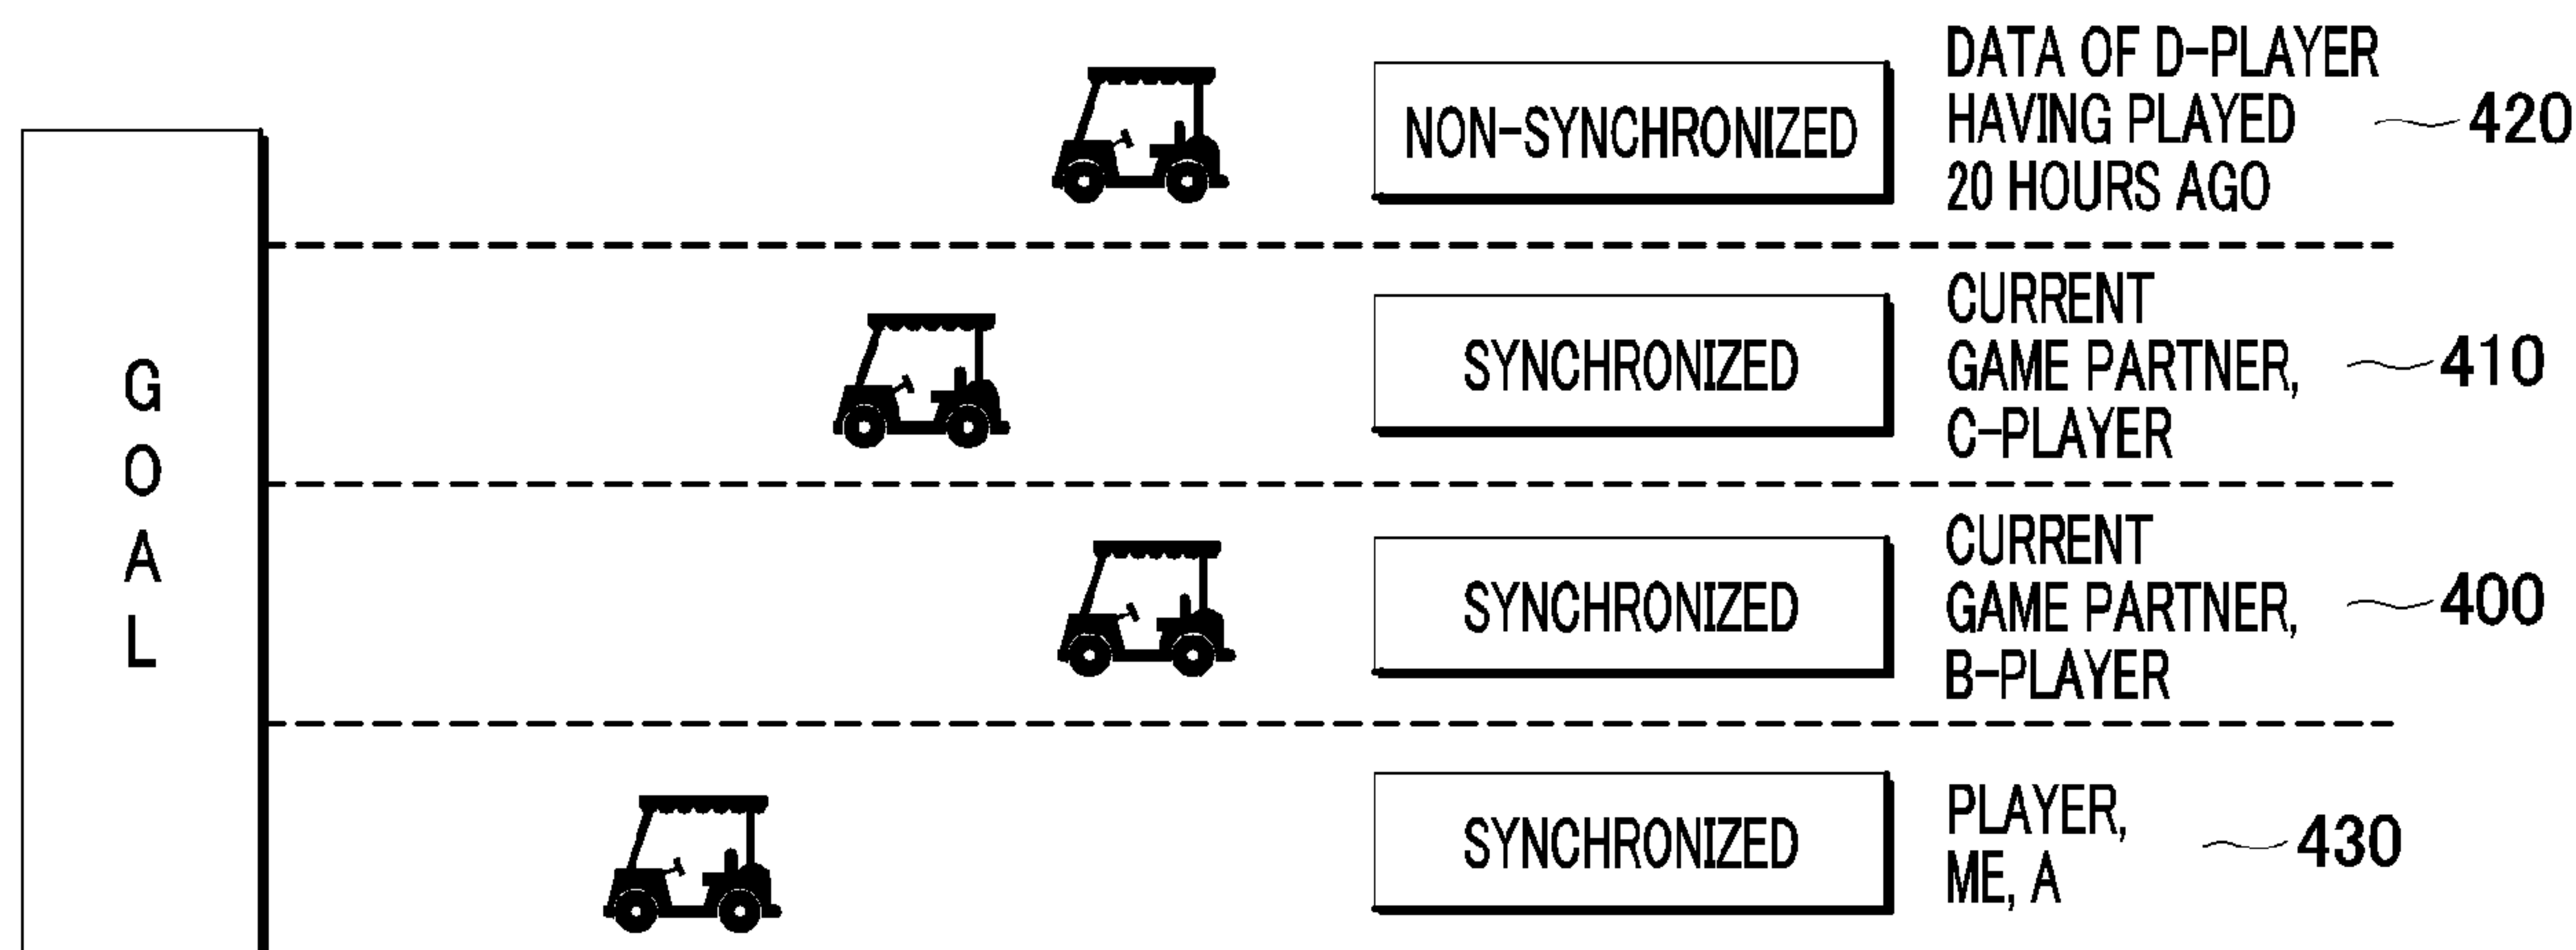 GOAL
NON-SYNCHRONIZED
DATA OF D-PLAYER
HAVING PLAYED
20 HOURS AGO
420
SYNCHRONIZED
CURRENT
GAME PARTNER,
C-PLAYER
410
SYNCHRONIZED
CURRENT
GAME PARTNER,
B-PLAYER
400
SYNCHRONIZED
PLAYER,
ME, A
430